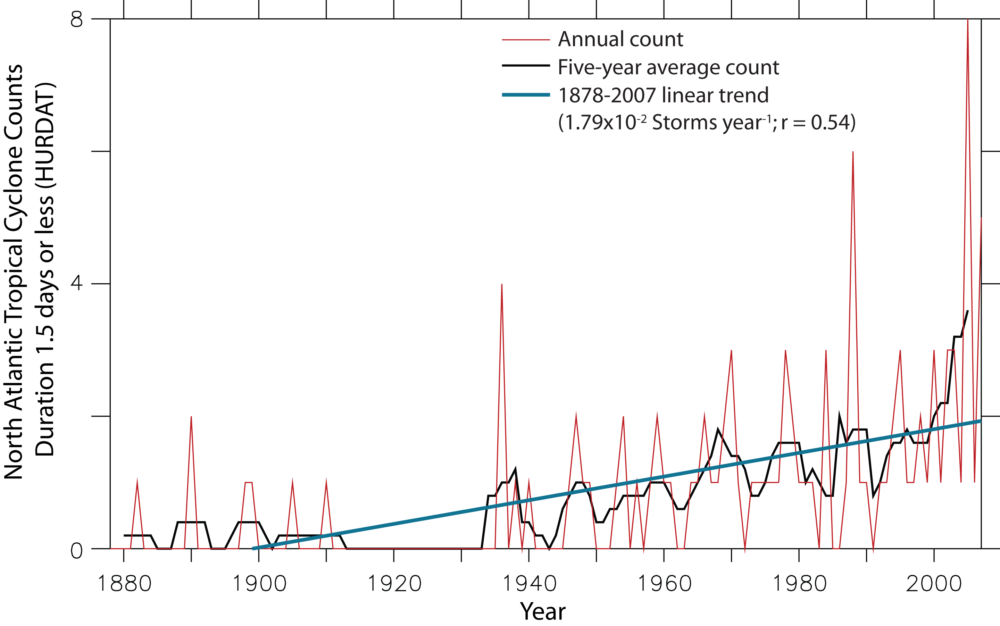 North Atlantic Tropical Cyclone Counts
Duration 1.5 days or less (HURDAT)
8
4
0
Annual count
Five-year average count
1878-2007 linear trend
(1.79x10⁻² Storms year⁻¹; r = 0.54)
1880 1900 1920 1940 1960 1980 2000
Year